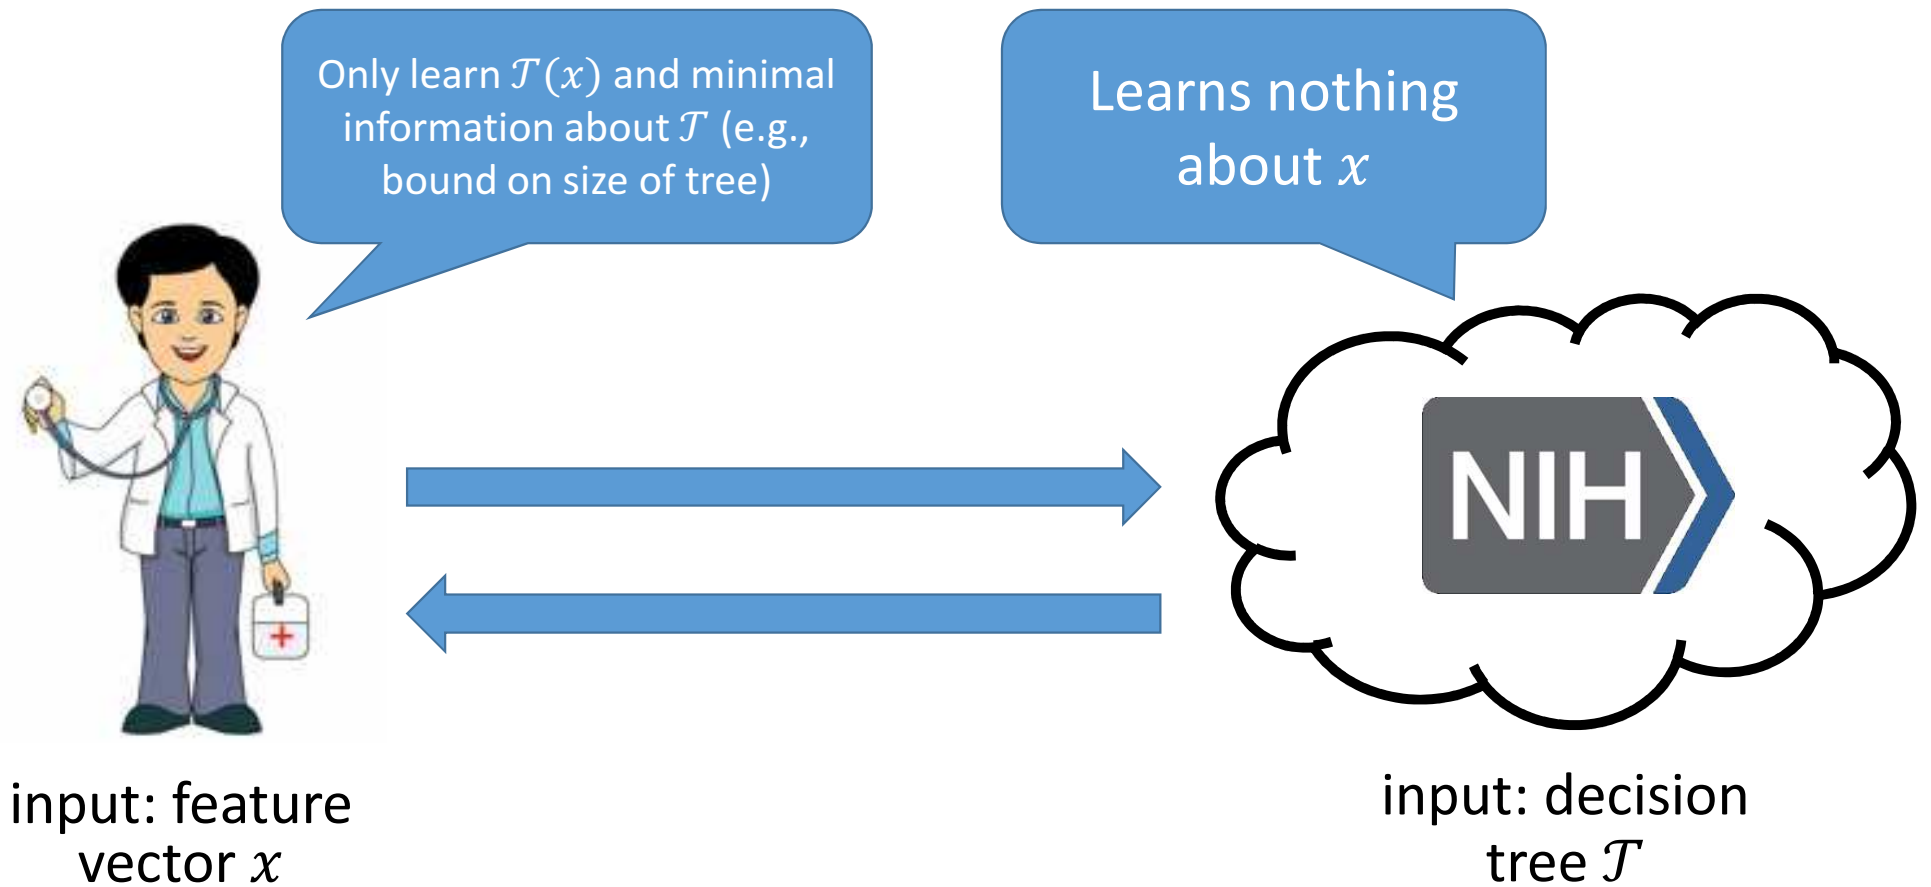 Only learn 𝒯(𝑥) and minimal
information about 𝒯 (e.g.,
bound on size of tree)
Learns nothing
about 𝑥
NIH
input: feature
vector 𝑥
input: decision
tree 𝒯